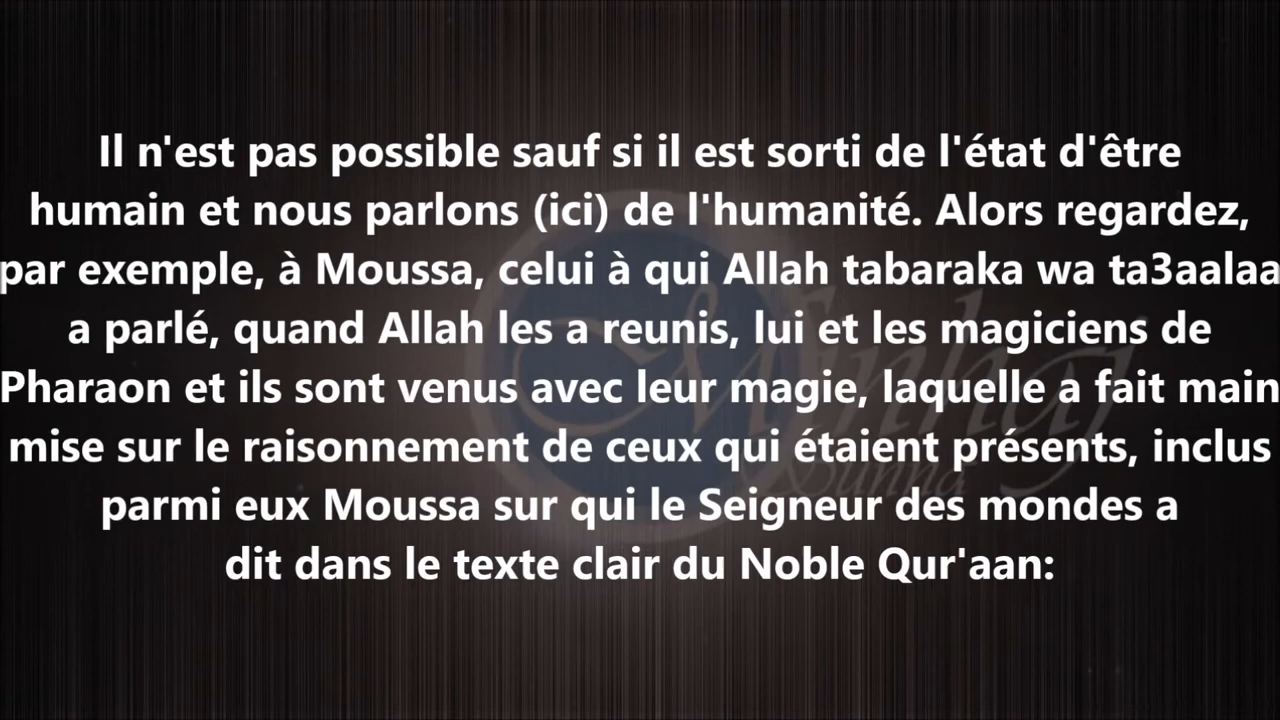 Il n'est pas possible sauf si il est sorti de l'état d'être
humain et nous parlons (ici) de l'humanité. Alors regardez,
par exemple, à Moussa, celui à qui Allah tabaraka wa ta3aalaa
a parlé, quand Allah les a reunis, lui et les magiciens de
Pharaon et ils sont venus avec leur magie, laquelle a fait main
mise sur le raisonnement de ceux qui étaient présents, inclus
parmi eux Moussa sur qui le Seigneur des mondes a
dit dans le texte clair du Noble Qur'aan:
Minhaj
Sunna